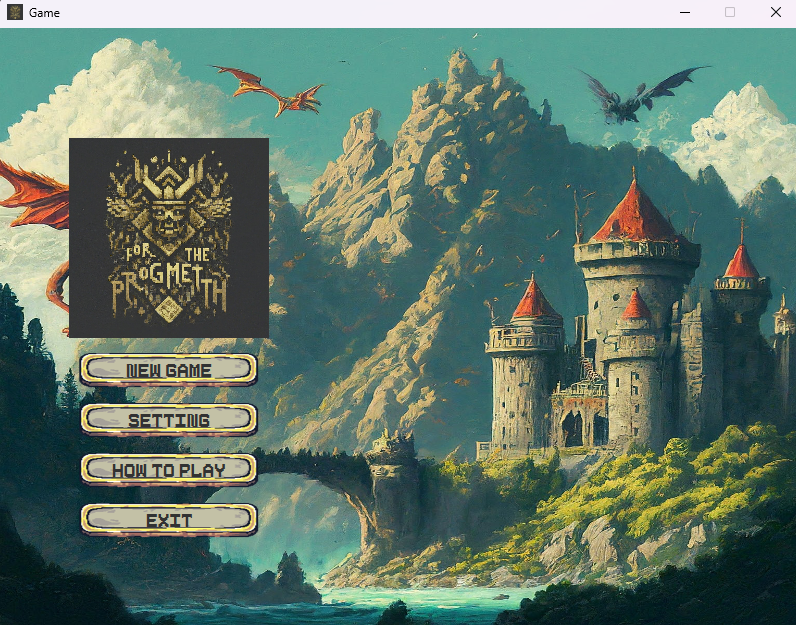 Game
FOR THE
PROGMETH
NEW GAME
SETTING
HOW TO PLAY
EXIT